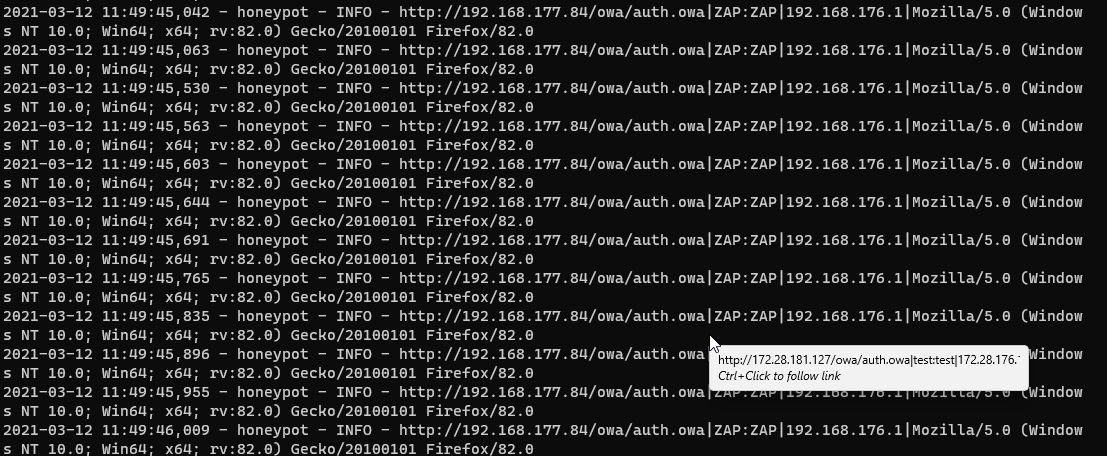 2021-03-12 11:49:45,042 - honeypot - INFO - http://192.168.177.84/owa/auth.owa|ZAP:ZAP|192.168.176.1|Mozilla/5.0 (Window
s NT 10.0; Win64; x64; rv:82.0) Gecko/20100101 Firefox/82.0
2021-03-12 11:49:45,063 - honeypot - INFO - http://192.168.177.84/owa/auth.owa|ZAP:ZAP|192.168.176.1|Mozilla/5.0 (Window
s NT 10.0; Win64; x64; rv:82.0) Gecko/20100101 Firefox/82.0
2021-03-12 11:49:45,530 - honeypot - INFO - http://192.168.177.84/owa/auth.owa|ZAP:ZAP|192.168.176.1|Mozilla/5.0 (Window
s NT 10.0; Win64; x64; rv:82.0) Gecko/20100101 Firefox/82.0
2021-03-12 11:49:45,563 - honeypot - INFO - http://192.168.177.84/owa/auth.owa|ZAP:ZAP|192.168.176.1|Mozilla/5.0 (Window
s NT 10.0; Win64; x64; rv:82.0) Gecko/20100101 Firefox/82.0
2021-03-12 11:49:45,603 - honeypot - INFO - http://192.168.177.84/owa/auth.owa|ZAP:ZAP|192.168.176.1|Mozilla/5.0 (Window
s NT 10.0; Win64; x64; rv:82.0) Gecko/20100101 Firefox/82.0
2021-03-12 11:49:45,644 - honeypot - INFO - http://192.168.177.84/owa/auth.owa|ZAP:ZAP|192.168.176.1|Mozilla/5.0 (Window
s NT 10.0; Win64; x64; rv:82.0) Gecko/20100101 Firefox/82.0
2021-03-12 11:49:45,691 - honeypot - INFO - http://192.168.177.84/owa/auth.owa|ZAP:ZAP|192.168.176.1|Mozilla/5.0 (Window
s NT 10.0; Win64; x64; rv:82.0) Gecko/20100101 Firefox/82.0
2021-03-12 11:49:45,765 - honeypot - INFO - http://192.168.177.84/owa/auth.owa|ZAP:ZAP|192.168.176.1|Mozilla/5.0 (Window
s NT 10.0; Win64; x64; rv:82.0) Gecko/20100101 Firefox/82.0
2021-03-12 11:49:45,835 - honeypot - INFO - http://192.168.177.84/owa/auth.owa|ZAP:ZAP|192.168.176.1|Mozilla/5.0 (Window
s NT 10.0; Win64; x64; rv:82.0) Gecko/20100101 Firefox/82.0
2021-03-12 11:49:45,896 - honeypot - INFO - http://192.168.177.84/owa/auth.owa (Window
http://172.28.181.127/owa/auth.owa|test:test|172.28.176.
Ctrl+Click to follow link
s NT 10.0; Win64; x64; rv:82.0) Gecko/20100101 Firefox/82.0
2021-03-12 11:49:45,955 - honeypot - INFO - http://192.168.177.84/owa/auth.owa|ZAP:ZAP|192.168.176.1|Mozilla/5.0 (Window
s NT 10.0; Win64; x64; rv:82.0) Gecko/20100101 Firefox/82.0
2021-03-12 11:49:46,009 - honeypot - INFO - http://192.168.177.84/owa/auth.owa|ZAP:ZAP|192.168.176.1|Mozilla/5.0 (Window
s NT 10.0; Win64; x64; rv:82.0) Gecko/20100101 Firefox/82.0